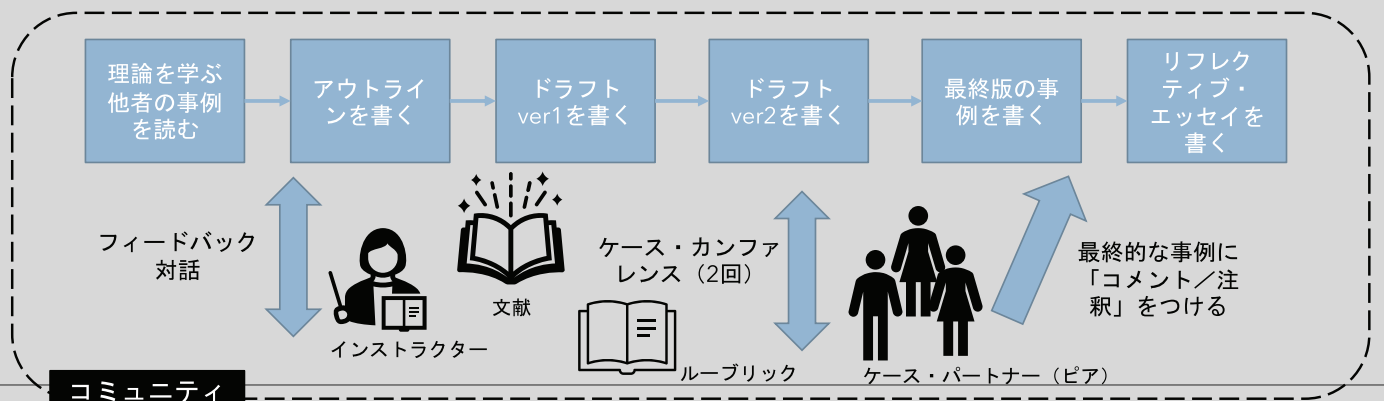 理論を学ぶ
他者の事例
を読む
アウトライ
ンを書く
ドラフト
ver1を書く
ドラフト
ver2を書く
最終版の事
例を書く
リフレク
ティブ・
エッセイを
書く
フィードバック
対話
インストラクター
文献
ケース・カンファ
レンス（2回）
ルーブリック
ケース・パートナー（ピア）
最終的な事例に
「コメント／注
釈」をつける
コミュニティ